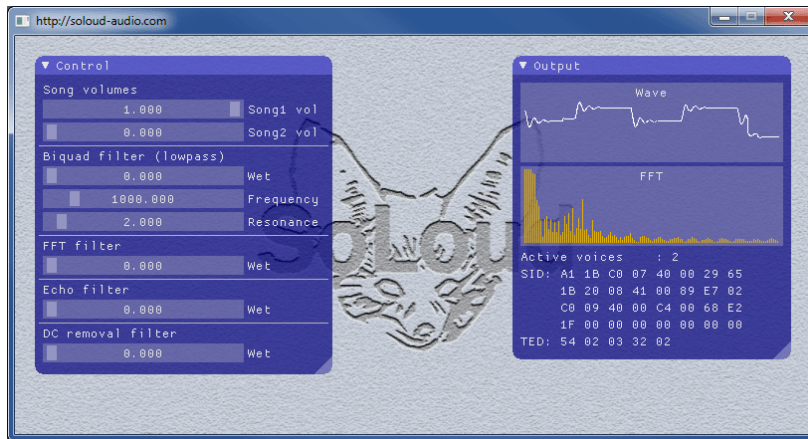 http://soloud-audio.com
Control
Song volumes
1.000 Song1 vol
0.000 Song2 vol
Biquad filter (lowpass)
0.000 Wet
1000.000 Frequency
2.000 Resonance
FFT filter
0.000 Wet
Echo filter
0.000 Wet
DC removal filter
0.000 Wet
SoLoud
Output
Wave
FFT
Active voices : 2
SID: A1 1B C0 07 40 00 29 65
1B 20 08 41 00 89 E7 02
C0 09 40 00 C4 00 68 E2
1F 00 00 00 00 00 00 00
TED: 54 02 03 32 02